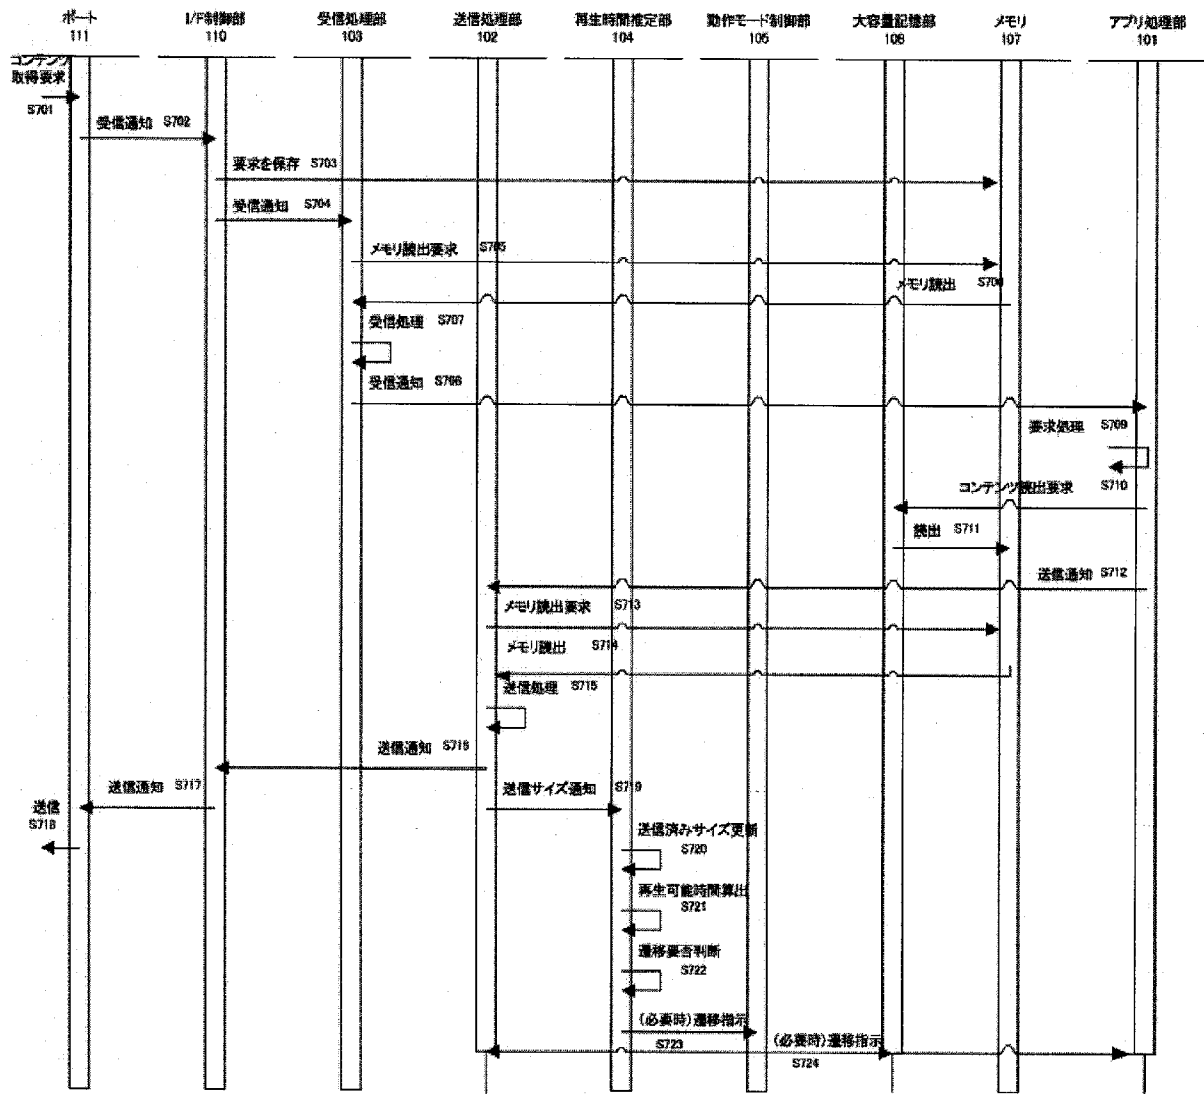 ポート
111
I/F制御部
110
受信処理部
103
送信処理部
102
再生時間推定部
104
動作モード制御部
105
大容量記憶部
106
メモリ
107
アプリ処理部
101
コンテンツ
取得要求
S701
受信通知 S702
要求を保存 S703
受信通知 S704
メモリ読出要求 S705
メモリ読出 S706
受信処理 S707
受信通知 S708
要求処理 S709
コンテンツ読出要求 S710
読出 S711
送信通知 S712
メモリ読出要求 S713
メモリ読出 S714
送信処理 S715
送信通知 S716
送信通知 S717
送信
S718
送信サイズ通知 S719
送信済みサイズ更新
S720
再生可能時間算出
S721
遷移要否判断
S722
(必要時)遷移指示
S723
(必要時)遷移指示
S724